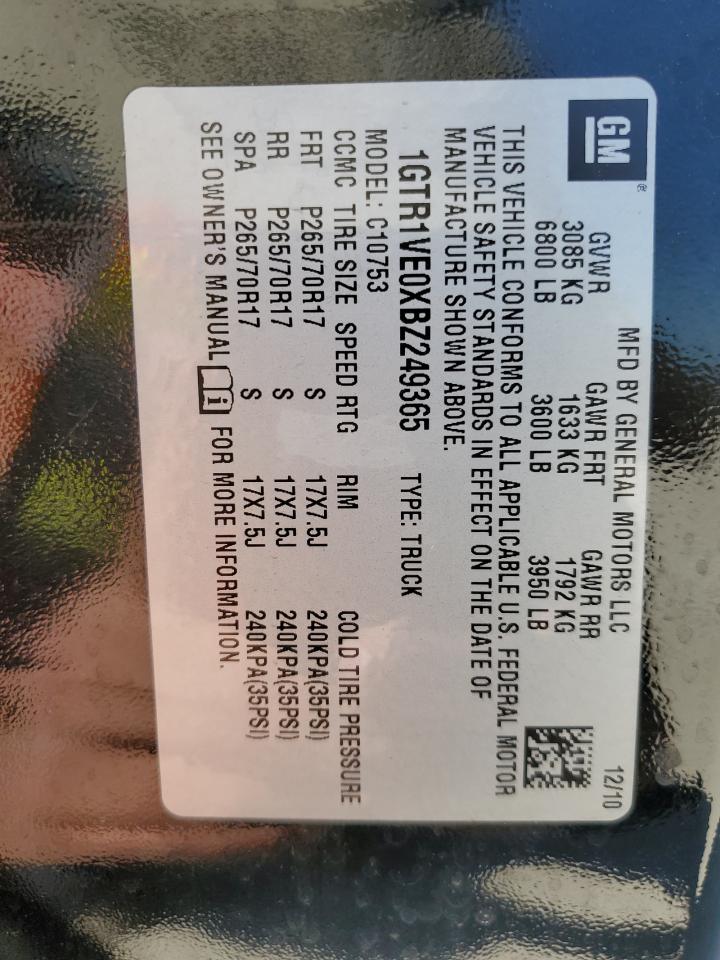 GM ®
MFD BY GENERAL MOTORS LLC 12/10
GVWR GAWR FRT GAWR RR
3085 KG 1633 KG 1792 KG
6800 LB 3600 LB 3950 LB
THIS VEHICLE CONFORMS TO ALL APPLICABLE U.S. FEDERAL MOTOR
VEHICLE SAFETY STANDARDS IN EFFECT ON THE DATE OF
MANUFACTURE SHOWN ABOVE.
1GTR1VE0XBZ249365 TYPE: TRUCK
MODEL: C10753
CCMC TIRE SIZE SPEED RTG RIM COLD TIRE PRESSURE
FRT P265/70R17 S 17X7.5J 240KPA(35PSI)
RR P265/70R17 S 17X7.5J 240KPA(35PSI)
SPA P265/70R17 S 17X7.5J 240KPA(35PSI)
SEE OWNER'S MANUAL i FOR MORE INFORMATION.